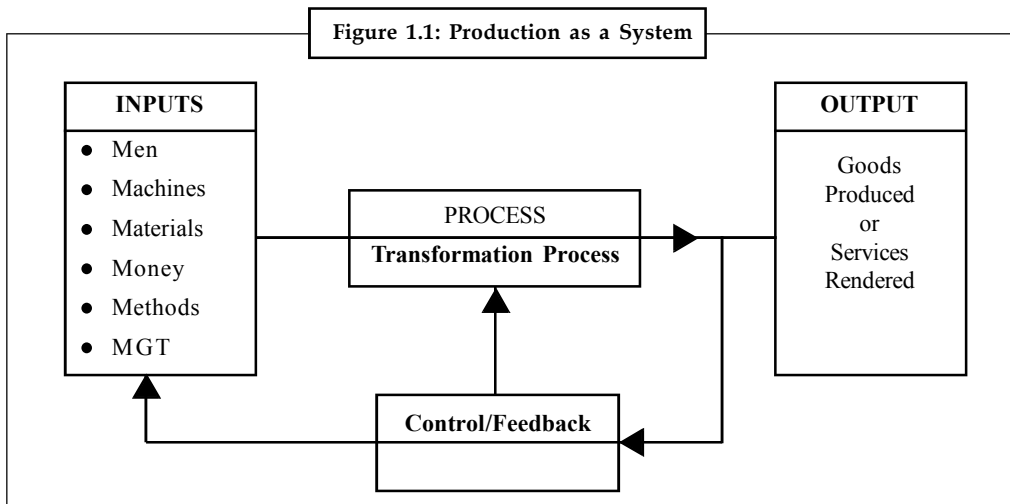 Figure 1.1: Production as a System
INPUTS
● Men
● Machines
● Materials
● Money
● Methods
● MGT
PROCESS
Transformation Process
Control/Feedback
OUTPUT
Goods
Produced
or
Services
Rendered